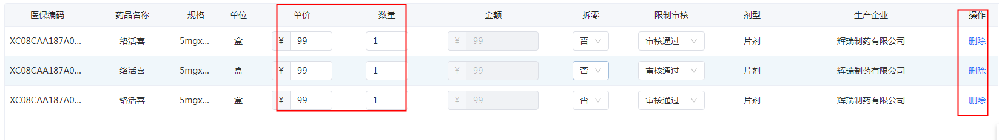 医保编码 药品名称 规格 单位 单价 数量 金额 拆零 限制审核 剂型 生产企业 操作
XC08CAA187A0... 络活喜 5mgx... 盒 ¥ 99 1 ¥ 99 否 审核通过 片剂 辉瑞制药有限公司 删除
XC08CAA187A0... 络活喜 5mgx... 盒 ¥ 99 1 ¥ 99 否 审核通过 片剂 辉瑞制药有限公司 删除
XC08CAA187A0... 络活喜 5mgx... 盒 ¥ 99 1 ¥ 99 否 审核通过 片剂 辉瑞制药有限公司 删除